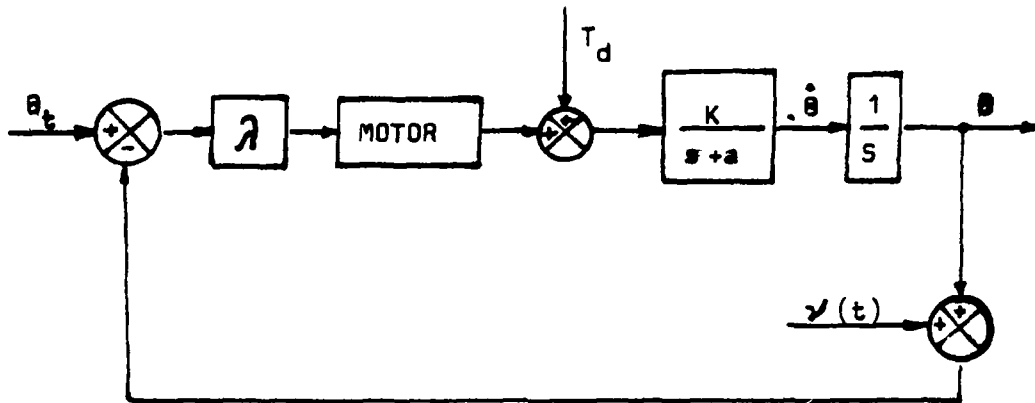 T_d
θ_t
+
-
λ
MOTOR
+ +
K
s + a
θ̇
1
S
θ
ν(t)
+ +